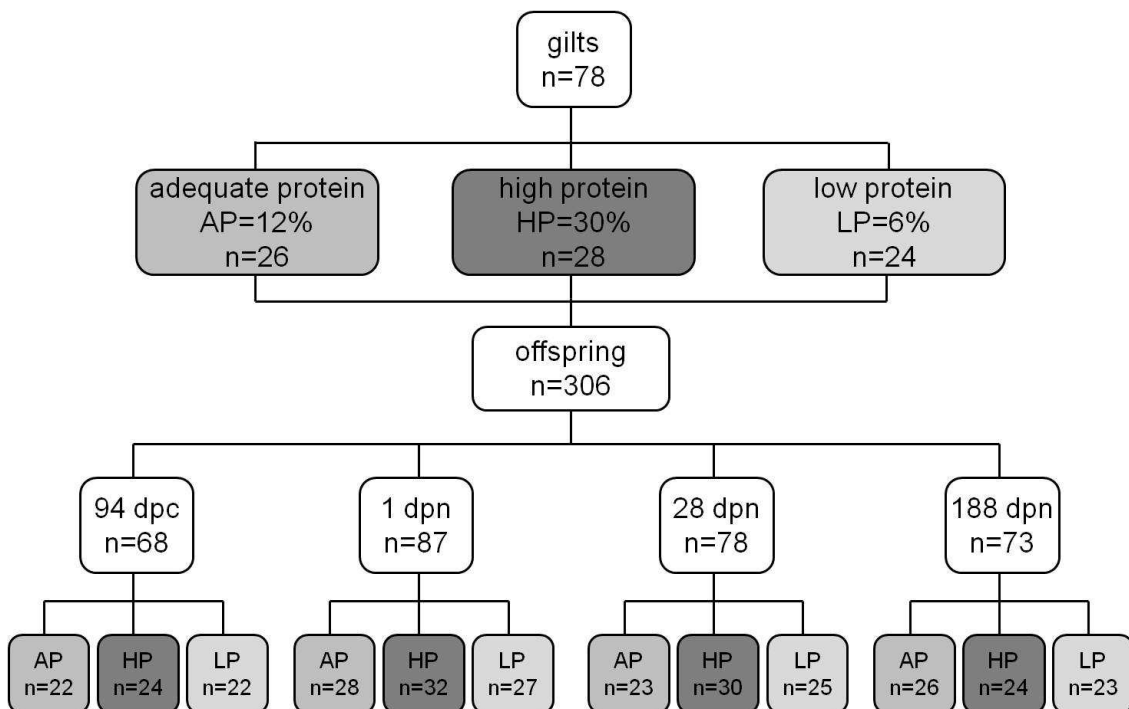 gilts
n=78
adequate protein
AP=12%
n=26
high protein
HP=30%
n=28
low protein
LP=6%
n=24
offspring
n=306
94 dpc
n=68
1 dpn
n=87
28 dpn
n=78
188 dpn
n=73
AP
n=22
HP
n=24
LP
n=22
AP
n=28
HP
n=32
LP
n=27
AP
n=23
HP
n=30
LP
n=25
AP
n=26
HP
n=24
LP
n=23